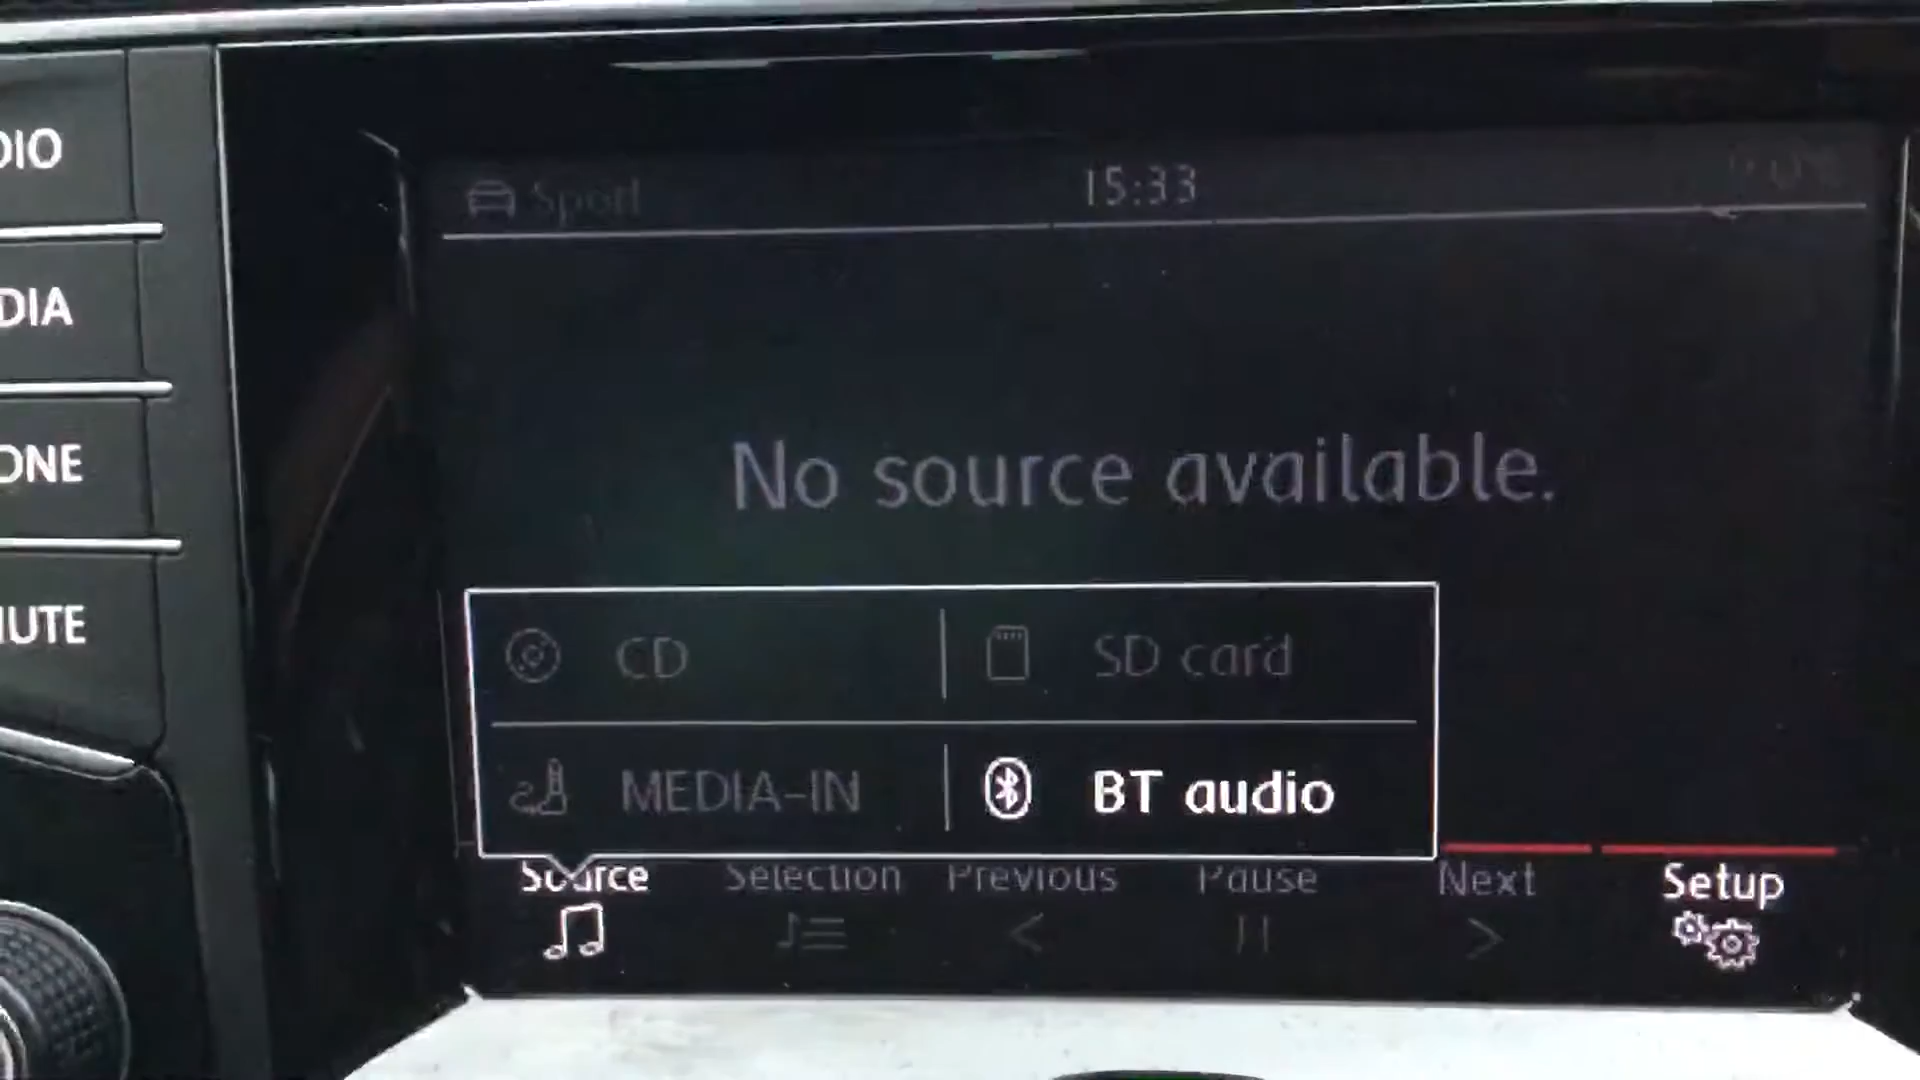 DIO
DIA
ONE
UTE
Sport
15:33
No source available.
CD
SD card
MEDIA-IN
BT audio
Source
Selection
Previous
Pause
Next
Setup